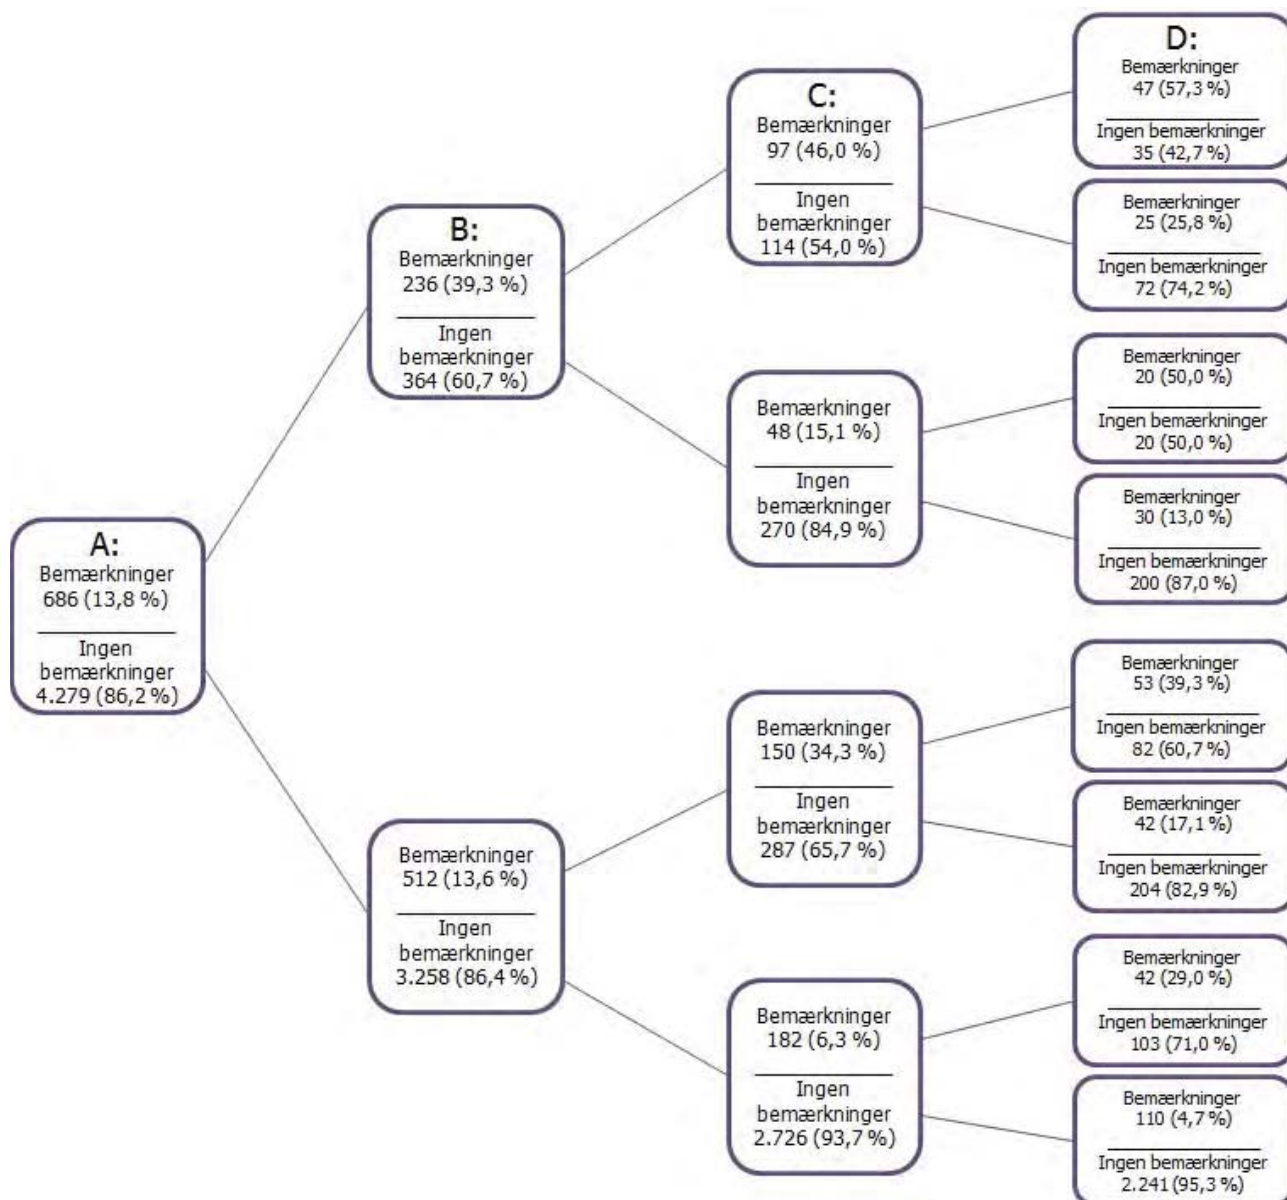 A:
Bemærkninger
686 (13,8 %)
Ingen
bemærkninger
4.279 (86,2 %)
B:
Bemærkninger
236 (39,3 %)
Ingen
bemærkninger
364 (60,7 %)
Bemærkninger
512 (13,6 %)
Ingen
bemærkninger
3.258 (86,4 %)
C:
Bemærkninger
97 (46,0 %)
Ingen
bemærkninger
114 (54,0 %)
Bemærkninger
48 (15,1 %)
Ingen
bemærkninger
270 (84,9 %)
Bemærkninger
150 (34,3 %)
Ingen
bemærkninger
287 (65,7 %)
Bemærkninger
182 (6,3 %)
Ingen
bemærkninger
2.726 (93,7 %)
D:
Bemærkninger
47 (57,3 %)
Ingen bemærkninger
35 (42,7 %)
Bemærkninger
25 (25,8 %)
Ingen bemærkninger
72 (74,2 %)
Bemærkninger
20 (50,0 %)
Ingen bemærkninger
20 (50,0 %)
Bemærkninger
30 (13,0 %)
Ingen bemærkninger
200 (87,0 %)
Bemærkninger
53 (39,3 %)
Ingen bemærkninger
82 (60,7 %)
Bemærkninger
42 (17,1 %)
Ingen bemærkninger
204 (82,9 %)
Bemærkninger
42 (29,0 %)
Ingen bemærkninger
103 (71,0 %)
Bemærkninger
110 (4,7 %)
Ingen bemærkninger
2.241 (95,3 %)